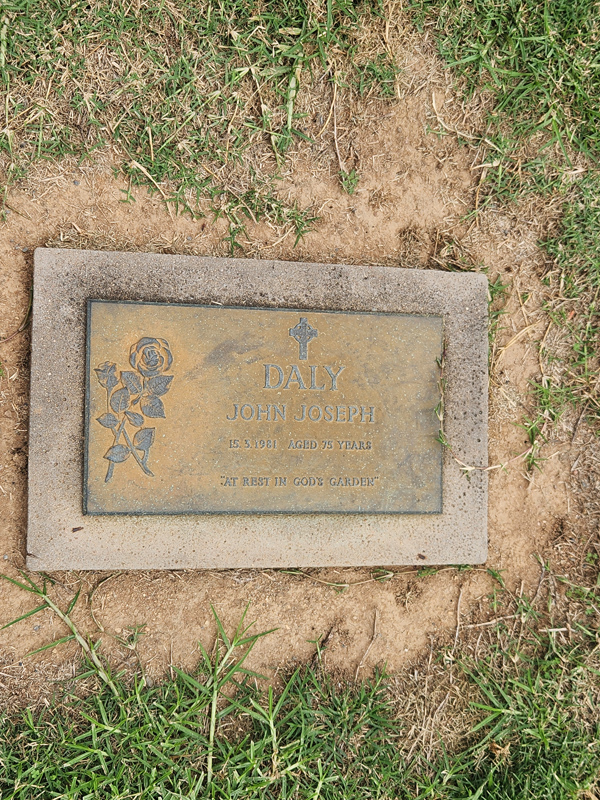 DALY
JOHN JOSEPH
15.5.1981 AGED 75 YEARS
"AT REST IN GOD'S GARDEN"